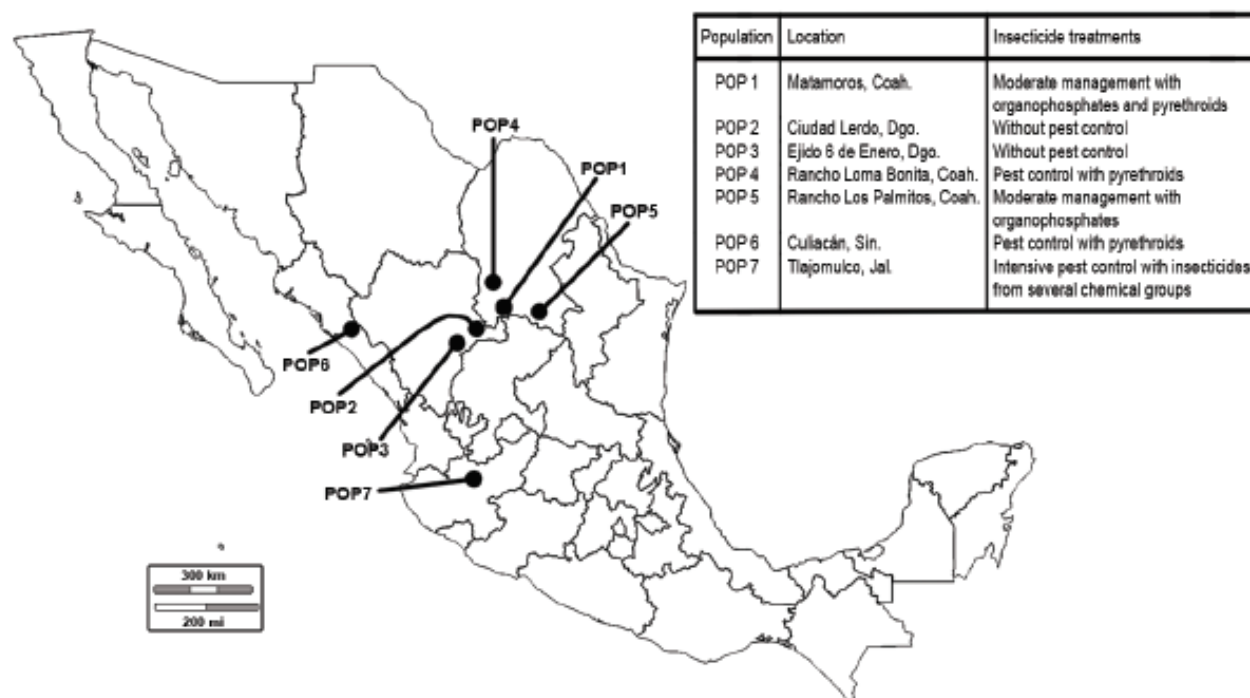 Population Location Insecticide treatments
POP 1 Matamoros, Coah. Moderate management with
organophosphates and pyrethroids
POP 2 Ciudad Lerdo, Dgo. Without pest control
POP 3 Ejido 6 de Enero, Dgo. Without pest control
POP 4 Rancho Loma Bonita, Coah. Pest control with pyrethroids
POP 5 Rancho Los Palmitos, Coah. Moderate management with
organophosphates
POP 6 Culiacán, Sin. Pest control with pyrethroids
POP 7 Tlajomulco, Jal. Intensive pest control with insecticides
from several chemical groups
POP4
POP1
POP5
POP6
POP2
POP3
POP7
300 km
200 mi